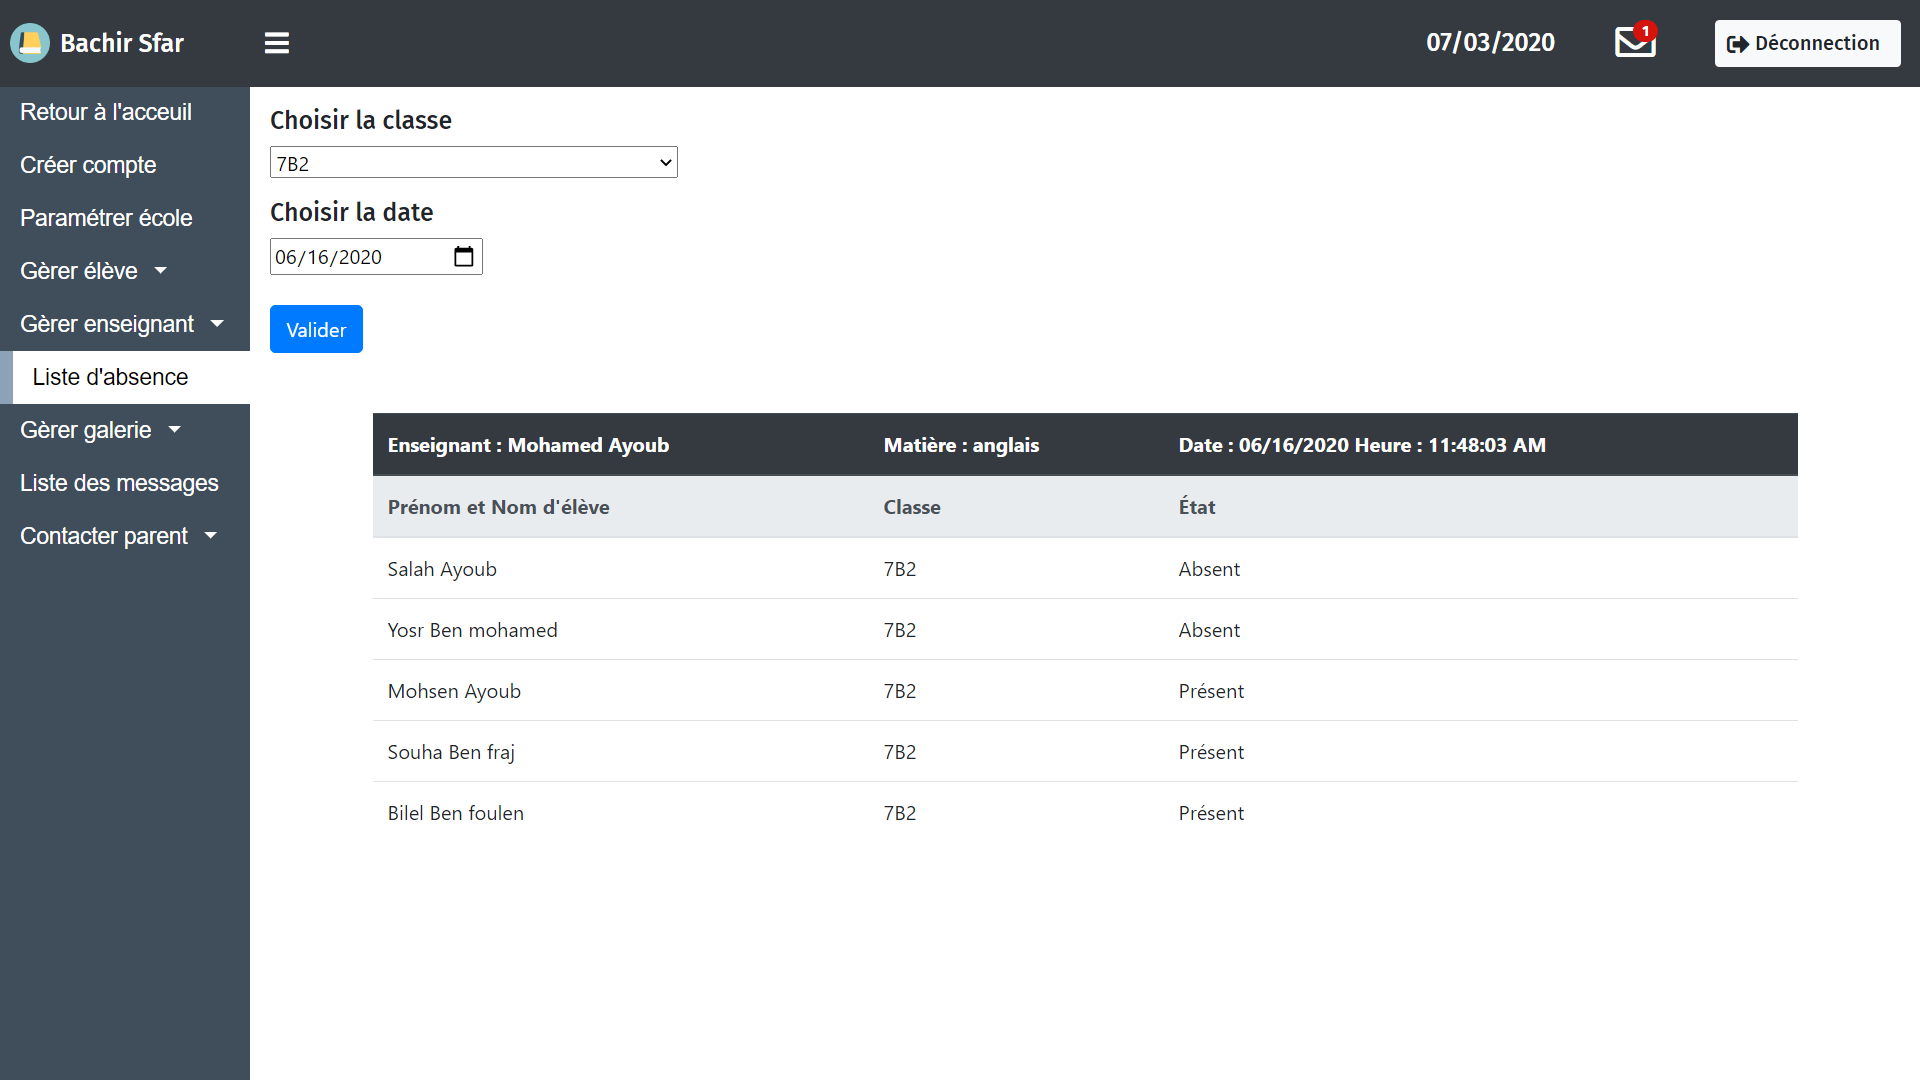 Bachir Sfar
07/03/2020
1
Déconnection
Retour à l'acceuil
Créer compte
Paramétrer école
Gèrer élève
Gèrer enseignant
Liste d'absence
Gèrer galerie
Liste des messages
Contacter parent
Choisir la classe
7B2
Choisir la date
06/16/2020
Valider
Enseignant : Mohamed Ayoub Matière : anglais Date : 06/16/2020 Heure : 11:48:03 AM
Prénom et Nom d'élève Classe État
Salah Ayoub 7B2 Absent
Yosr Ben mohamed 7B2 Absent
Mohsen Ayoub 7B2 Présent
Souha Ben fraj 7B2 Présent
Bilel Ben foulen 7B2 Présent